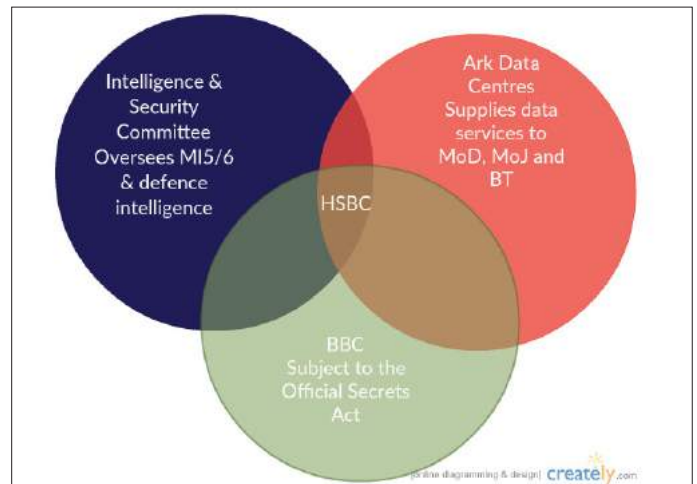 Intelligence &
Security
Committee
Oversees MI5/6
& defence
intelligence
Ark Data
Centres
Supplies data
services to
MoD, MoJ and
BT
HSBC
BBC
Subject to the
Official Secrets
Act
[online diagramming & design] creately.com